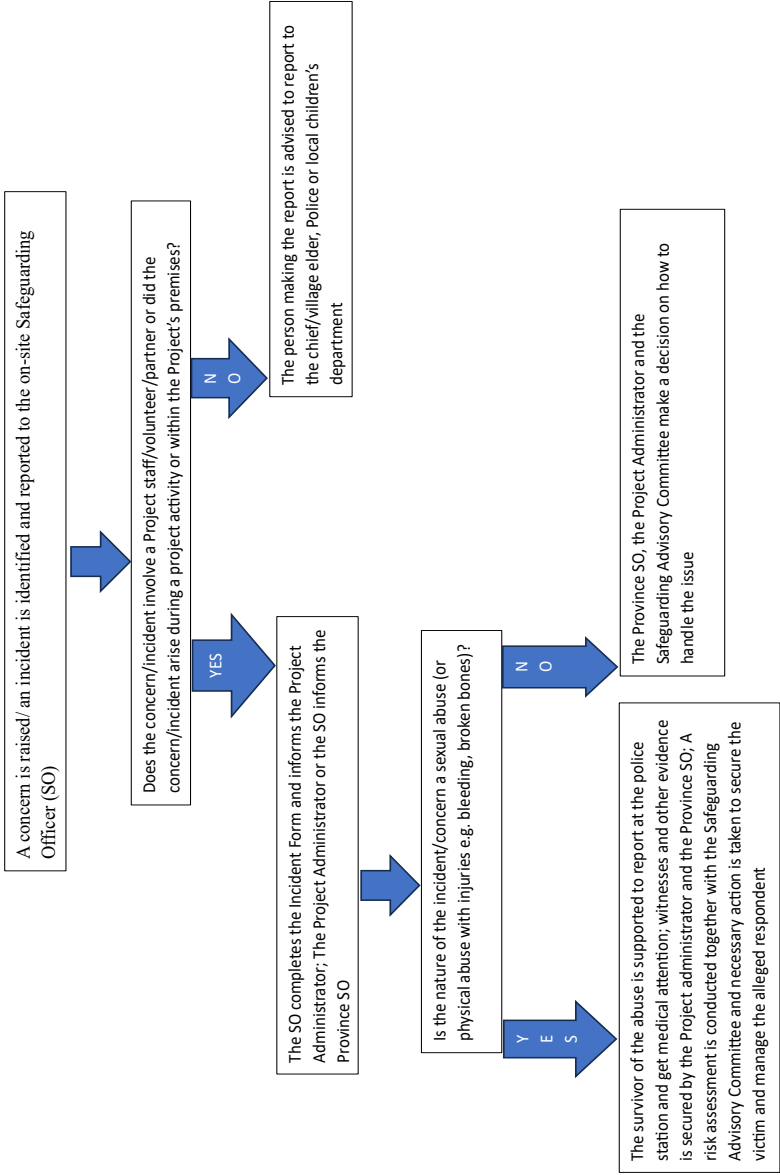 A concern is raised/ an incident is identified and reported to the on-site Safeguarding
Officer (SO)
Does the concern/incident involve a Project staff/volunteer/partner or did the
concern/incident arise during a project activity or within the Project's premises?
YES
N
O
The SO completes the Incident Form and informs the Project
Administrator; The Project Administrator or the SO informs the
Province SO
The person making the report is advised to report to
the chief/village elder, Police or local children's
department
Is the nature of the incident/concern a sexual abuse (or
physical abuse with injuries e.g. bleeding, broken bones)?
Y
E
S
N
O
The survivor of the abuse is supported to report at the police
station and get medical attention; witnesses and other evidence
is secured by the Project administrator and the Province SO; A
risk assessment is conducted together with the Safeguarding
Advisory Committee and necessary action is taken to secure the
victim and manage the alleged respondent
The Province SO, the Project Administrator and the
Safeguarding Advisory Committee make a decision on how to
handle the issue